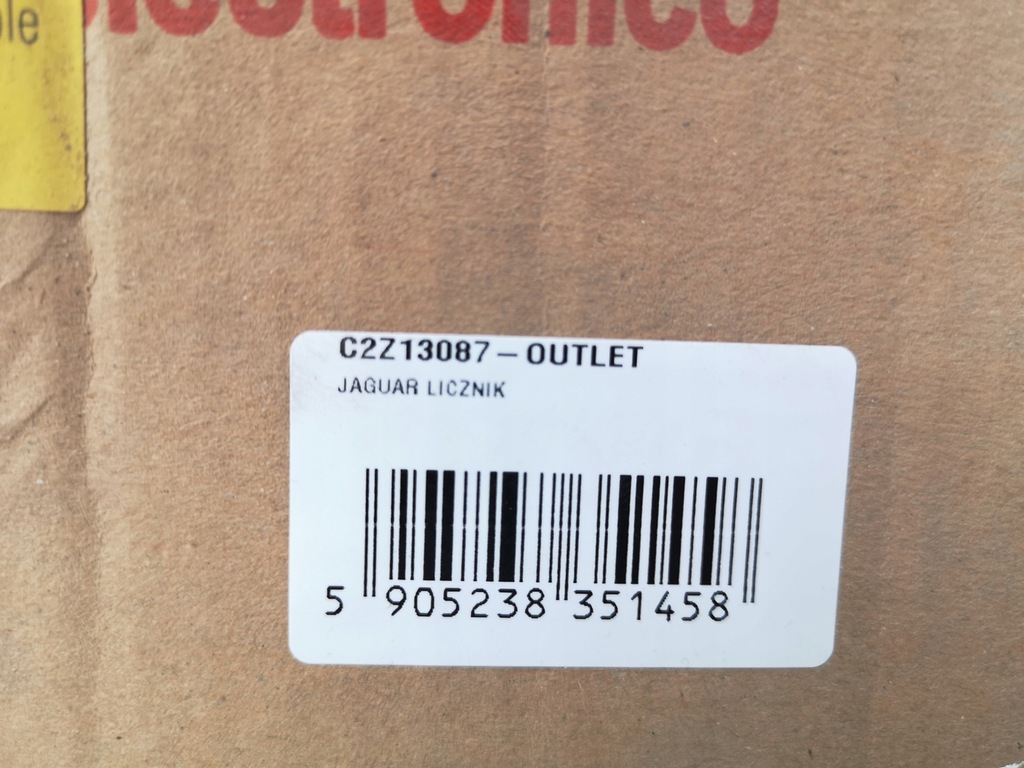 C2Z13087-OUTLET
JAGUAR LICZNIK
5 905238 351458